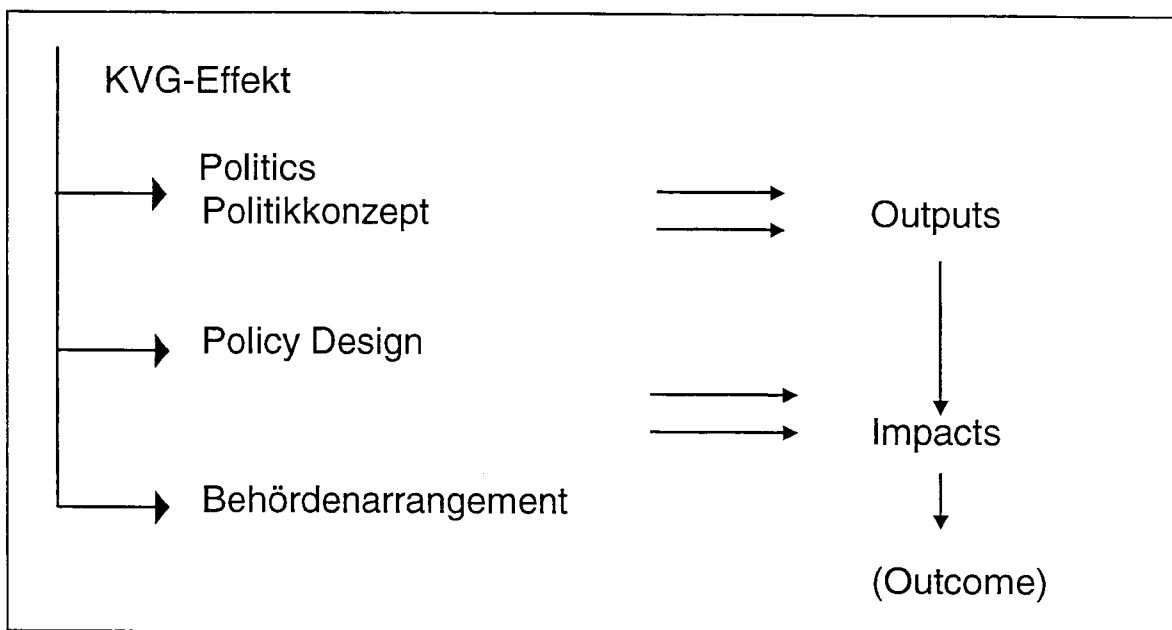 KVG-Effekt
Politics
Politikkonzept
Outputs
Policy Design
Impacts
Behördenarrangement
(Outcome)